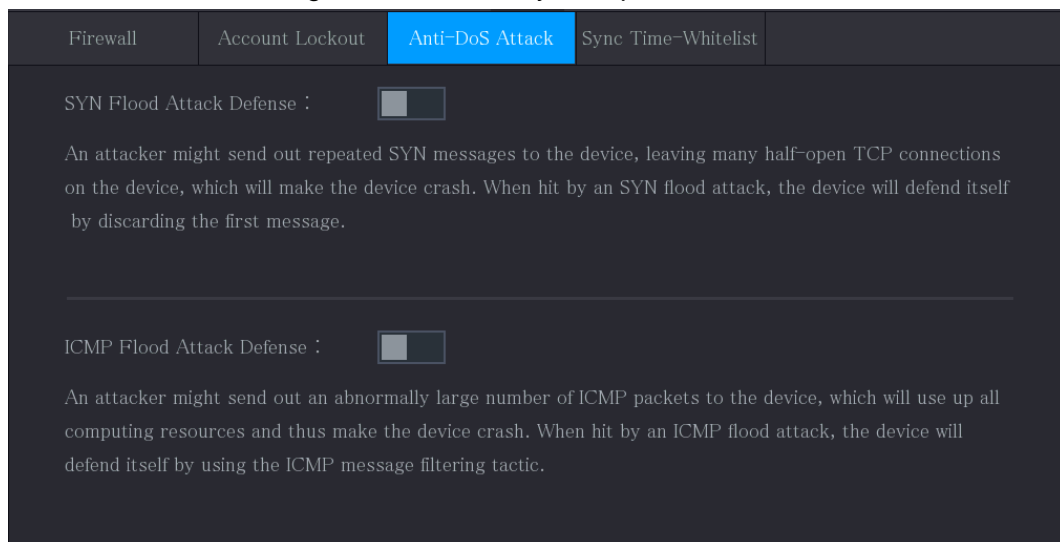 Firewall Account Lockout Anti-DoS Attack Sync Time-Whitelist
SYN Flood Attack Defense :
An attacker might send out repeated SYN messages to the device, leaving many half-open TCP connections
on the device, which will make the device crash. When hit by an SYN flood attack, the device will defend itself
by discarding the first message.
ICMP Flood Attack Defense :
An attacker might send out an abnormally large number of ICMP packets to the device, which will use up all
computing resources and thus make the device crash. When hit by an ICMP flood attack, the device will
defend itself by using the ICMP message filtering tactic.